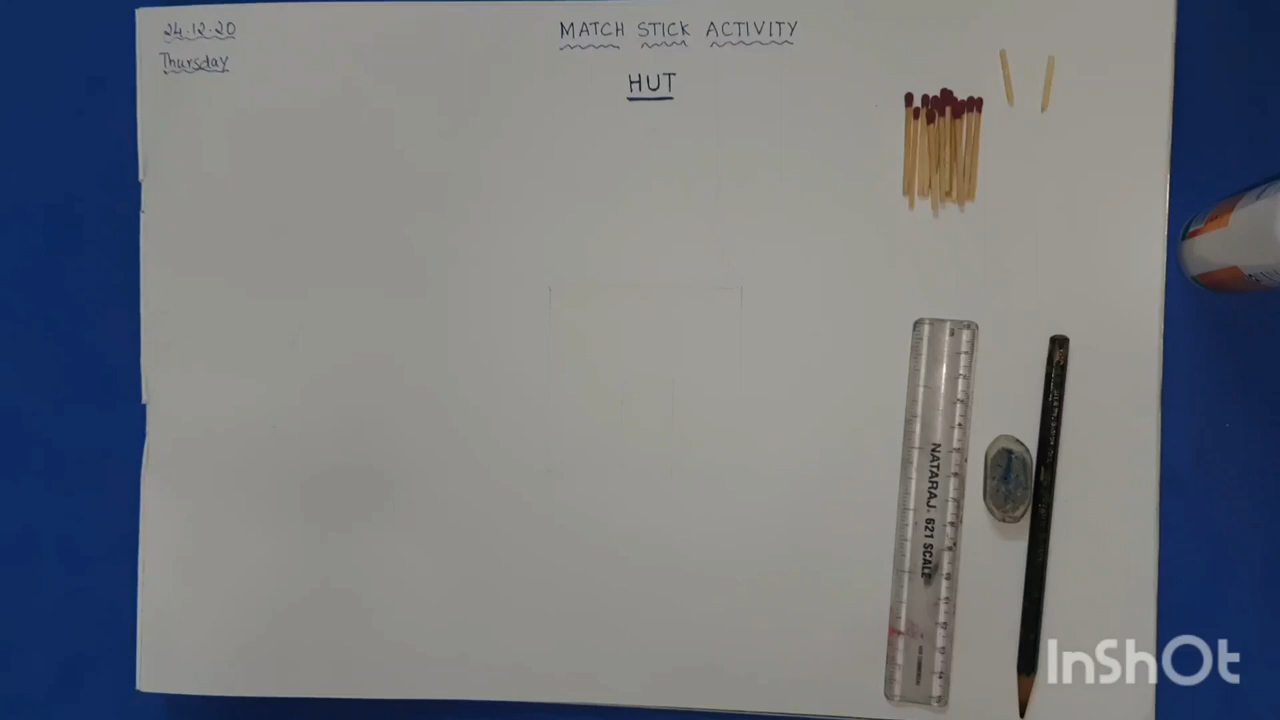 24.12.20
Thursday
MATCH STICK ACTIVITY
HUT
NATARAJ. 621 SCALE
InShOt